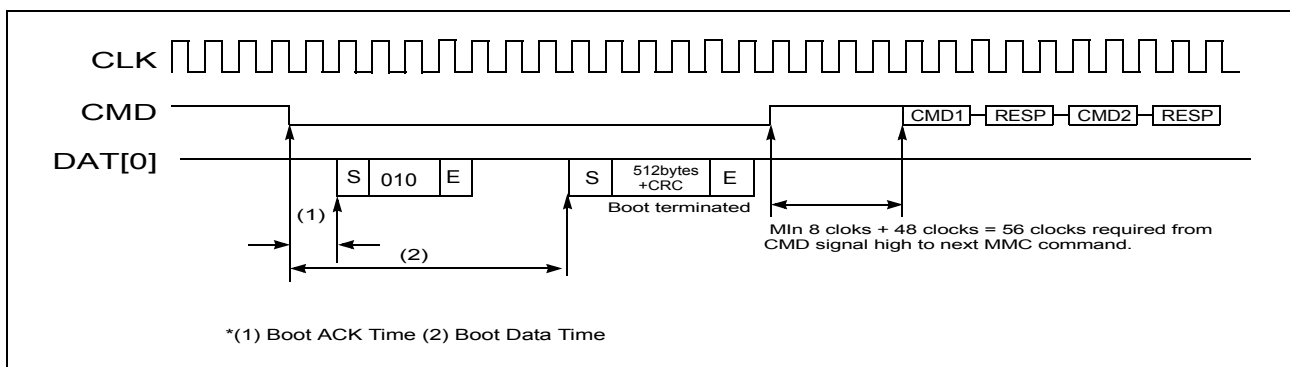 CLK
CMD
CMD1 RESP CMD2 RESP
DAT[0]
S 010 E S 512bytes +CRC E
Boot terminated
(1)
(2)
MIn 8 cloks + 48 clocks = 56 clocks required from
CMD signal high to next MMC command.
*(1) Boot ACK Time (2) Boot Data Time